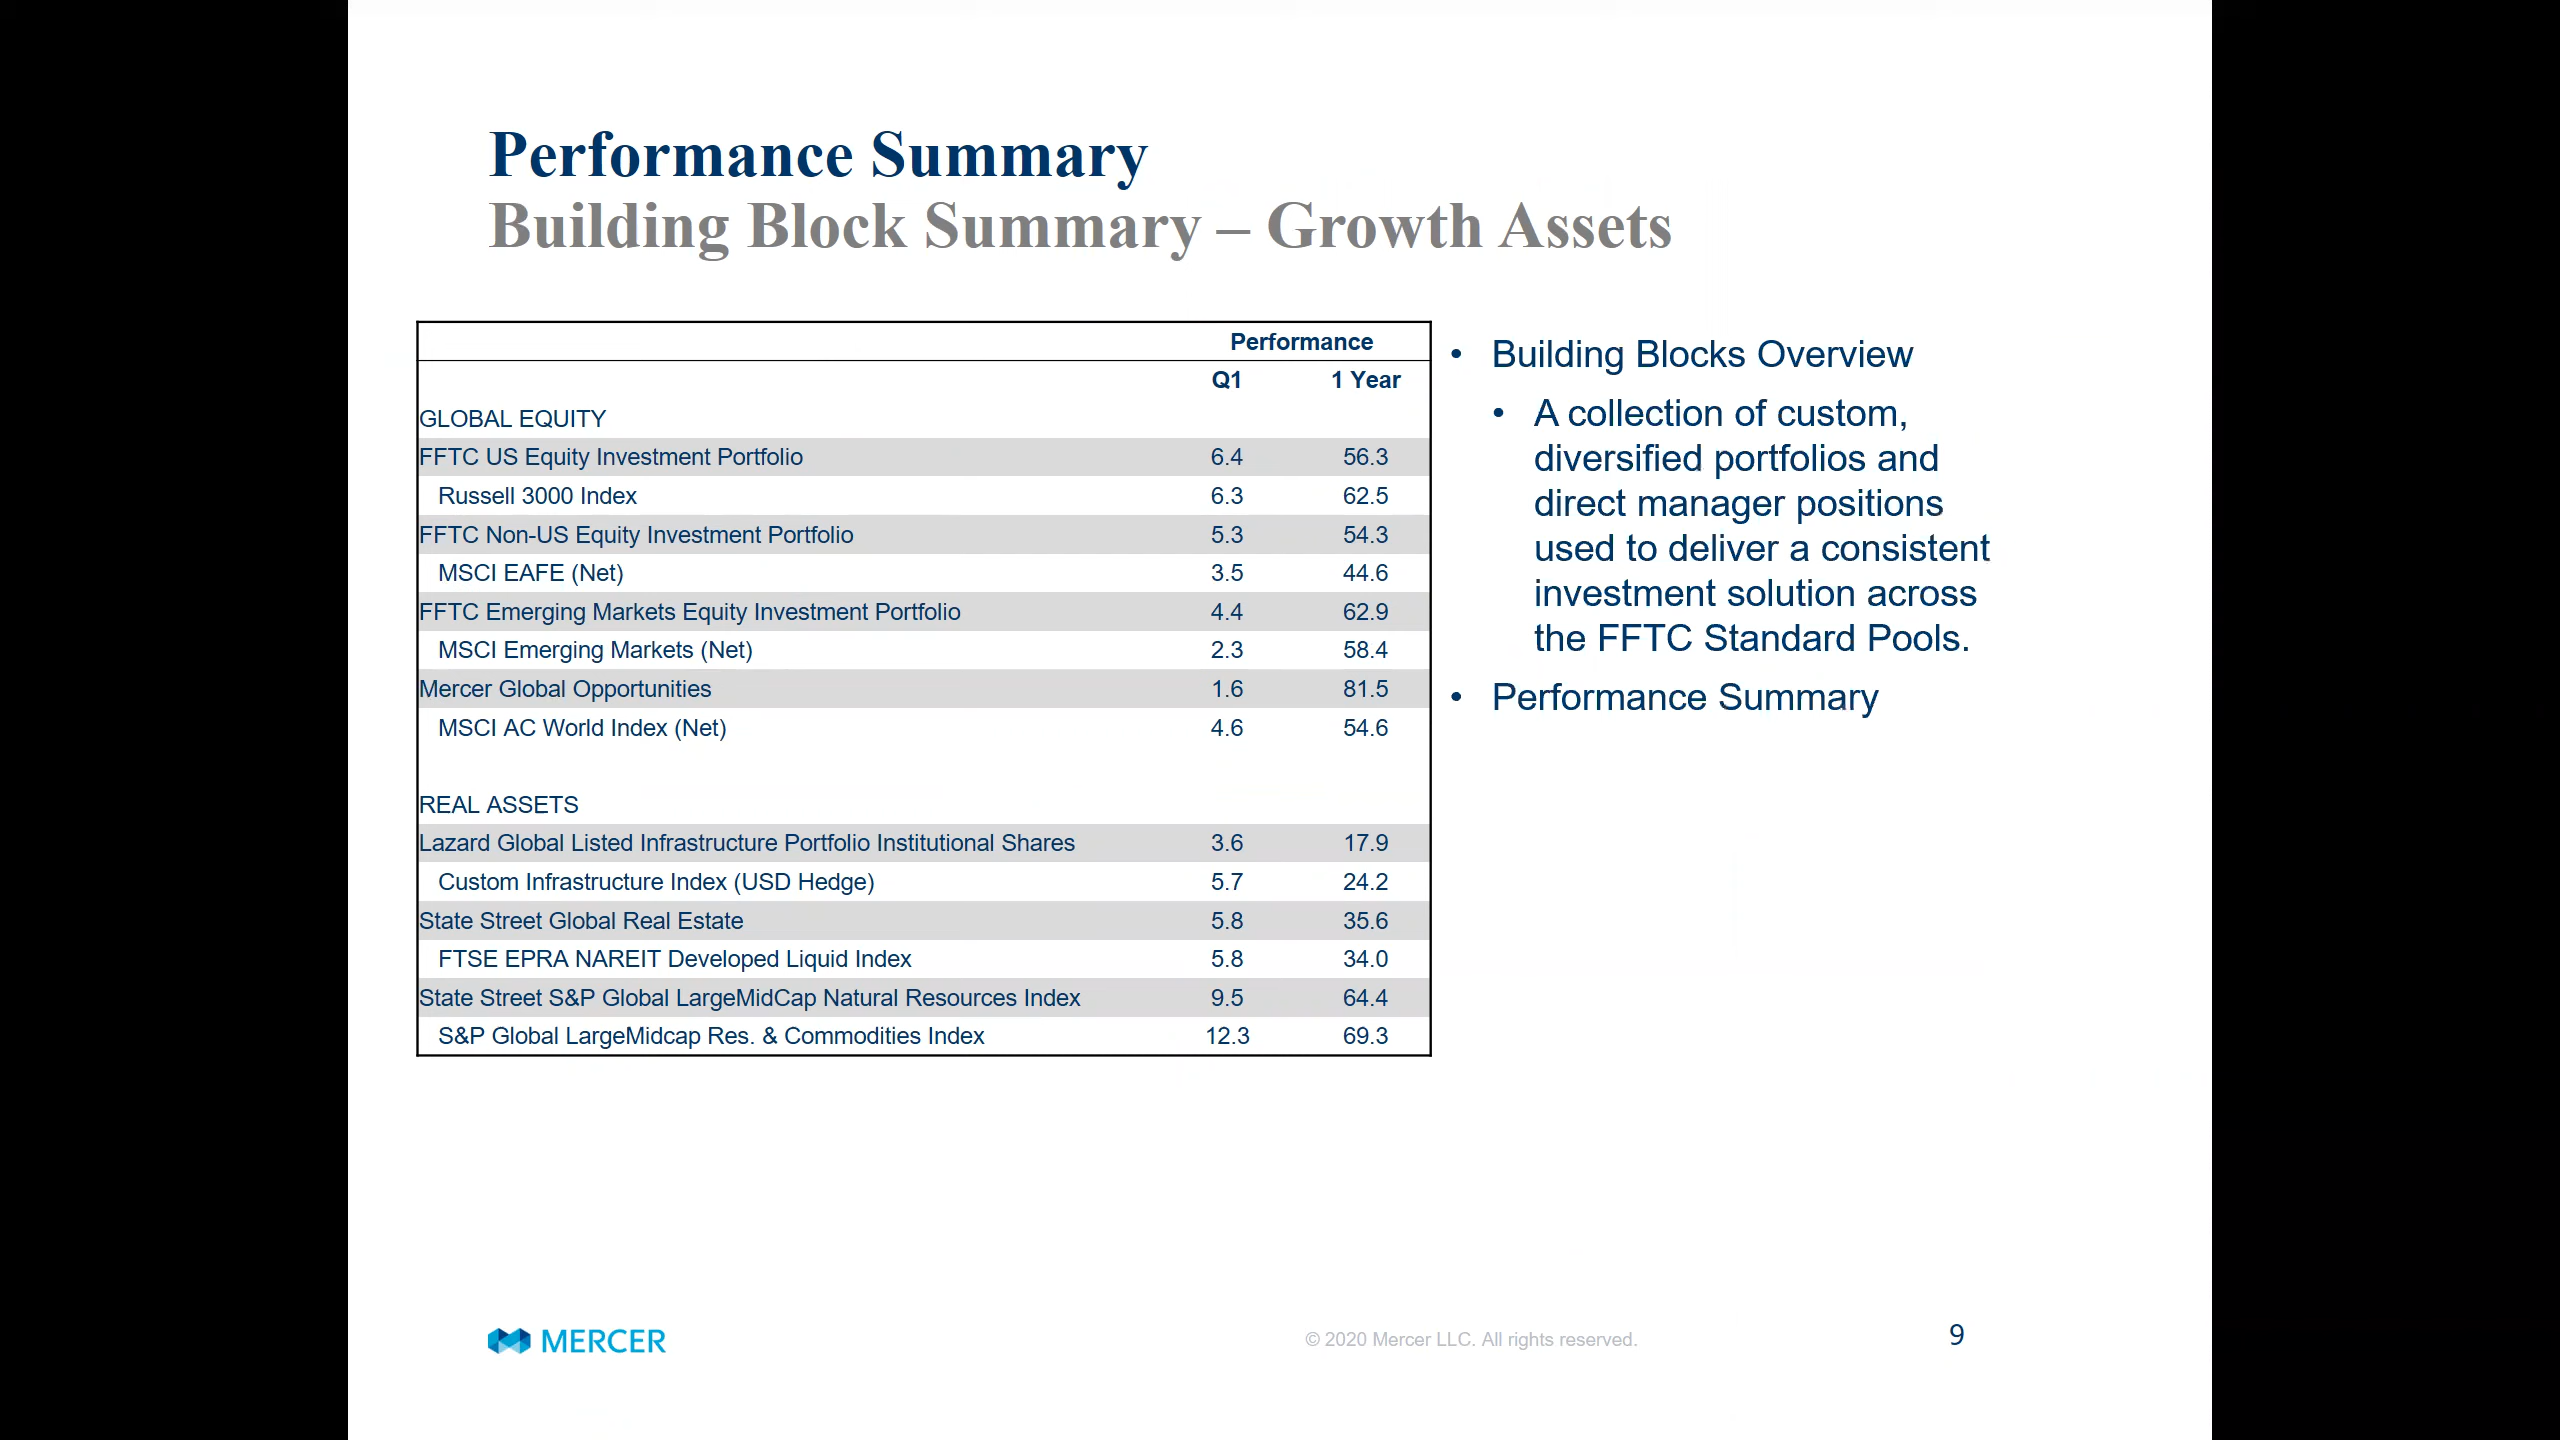 Performance Summary
Building Block Summary – Growth Assets
Performance
Q1 1 Year
GLOBAL EQUITY
FFTC US Equity Investment Portfolio 6.4 56.3
Russell 3000 Index 6.3 62.5
FFTC Non-US Equity Investment Portfolio 5.3 54.3
MSCI EAFE (Net) 3.5 44.6
FFTC Emerging Markets Equity Investment Portfolio 4.4 62.9
MSCI Emerging Markets (Net) 2.3 58.4
Mercer Global Opportunities 1.6 81.5
MSCI AC World Index (Net) 4.6 54.6
REAL ASSETS
Lazard Global Listed Infrastructure Portfolio Institutional Shares 3.6 17.9
Custom Infrastructure Index (USD Hedge) 5.7 24.2
State Street Global Real Estate 5.8 35.6
FTSE EPRA NAREIT Developed Liquid Index 5.8 34.0
State Street S&P Global LargeMidCap Natural Resources Index 9.5 64.4
S&P Global LargeMidcap Res. & Commodities Index 12.3 69.3
• Building Blocks Overview
• A collection of custom,
diversified portfolios and
direct manager positions
used to deliver a consistent
investment solution across
the FFTC Standard Pools.
• Performance Summary
MERCER
© 2020 Mercer LLC. All rights reserved.
9